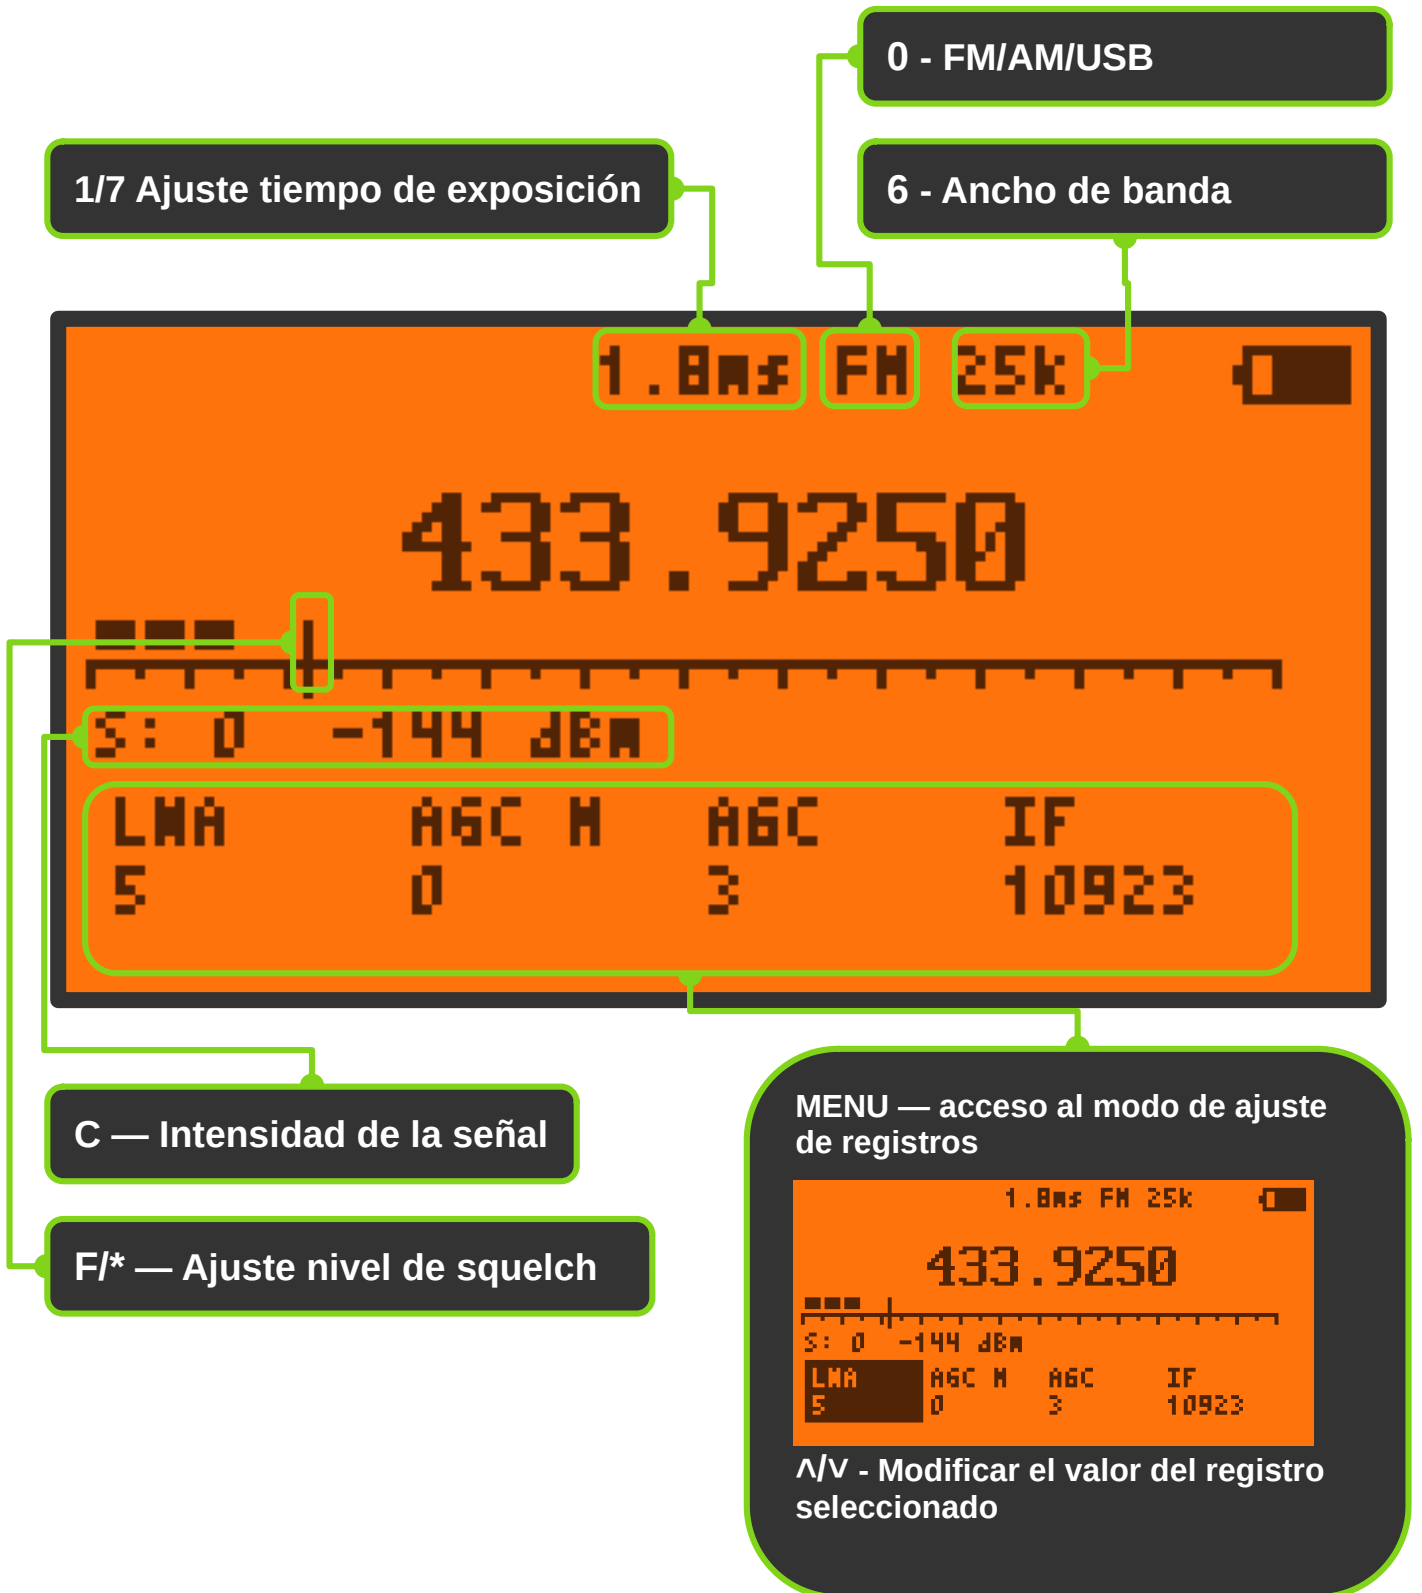 0 - FM/AM/USB
1/7 Ajuste tiempo de exposición
6 - Ancho de banda
1.8ms FM 25k
433.9250
S: 0 -144 dBm
LNA AGC M AGC IF
5 0 3 10923
C — Intensidad de la señal
F/* — Ajuste nivel de squelch
MENU — acceso al modo de ajuste
de registros
1.8ms FM 25k
433.9250
S: 0 -144 dBm
LNA AGC M AGC IF
5 0 3 10923
˄/˅ - Modificar el valor del registro
seleccionado